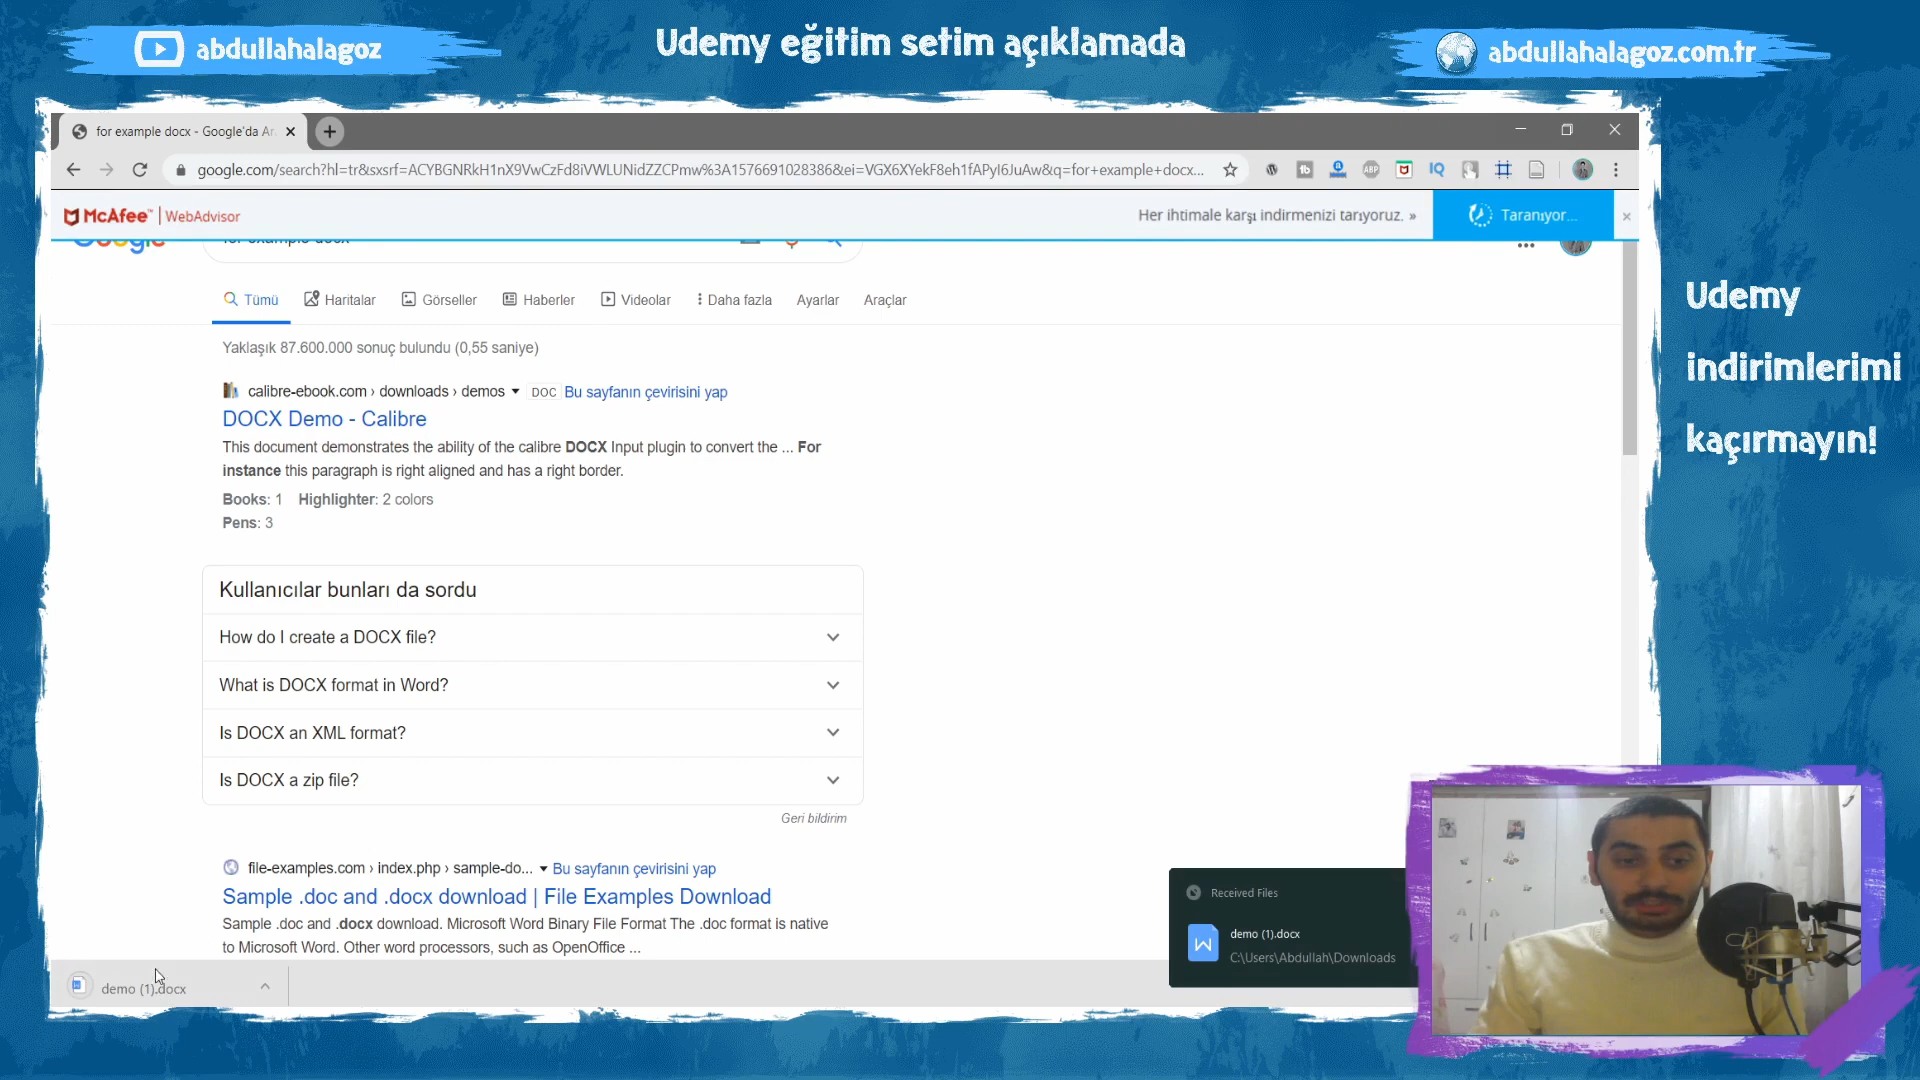 abdullahalagoz
Udemy eğitim setim açıklamada
abdullahalagoz.com.tr
for example docx - Google'da Ar
google.com/search?hl=tr&sxsrf=ACYBGNRkH1nX9VwCzFd8iVWLUNidZZCPmw%3A1576691028386&ei=VGX6XYekF8eh1fAPyI6JuAw&q=for+example+docx...
McAfee™ | WebAdvisor
Her ihtimale karşı indirmenizi tarıyoruz. »
Taranıyor...
Tümü
Haritalar
Görseller
Haberler
Videolar
Daha fazla
Ayarlar
Araçlar
Yaklaşık 87.600.000 sonuç bulundu (0,55 saniye)
calibre-ebook.com › downloads › demos DOC Bu sayfanın çevirisini yap
DOCX Demo - Calibre
This document demonstrates the ability of the calibre DOCX Input plugin to convert the ... For
instance this paragraph is right aligned and has a right border.
Books: 1 Highlighter: 2 colors
Pens: 3
Kullanıcılar bunları da sordu
How do I create a DOCX file?
What is DOCX format in Word?
Is DOCX an XML format?
Is DOCX a zip file?
Geri bildirim
file-examples.com › index.php › sample-do... Bu sayfanın çevirisini yap
Sample .doc and .docx download | File Examples Download
Sample .doc and .docx download. Microsoft Word Binary File Format The .doc format is native
to Microsoft Word. Other word processors, such as OpenOffice ...
demo (1).docx
Received Files
demo (1).docx
C:\Users\Abdullah\Downloads
Udemy
indirimlerimi
kaçırmayın!